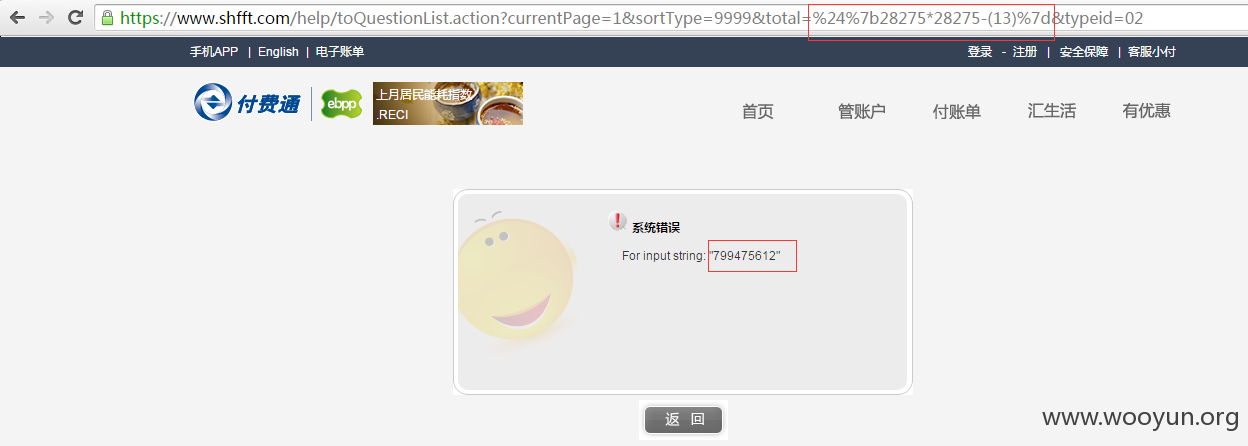 https://www.shfft.com/help/toQuestionList.action?currentPage=1&sortType=9999&total=%24%7b28275*28275-(13)%7d&typeid=02
手机APP | English | 电子账单
登录 - 注册 | 安全保障 | 客服小付
付费通 ebpp
上月居民能耗指数
.RECI
首页 管账户 付账单 汇生活 有优惠
系统错误
For input string: "799475612"
返 回
www.wooyun.org